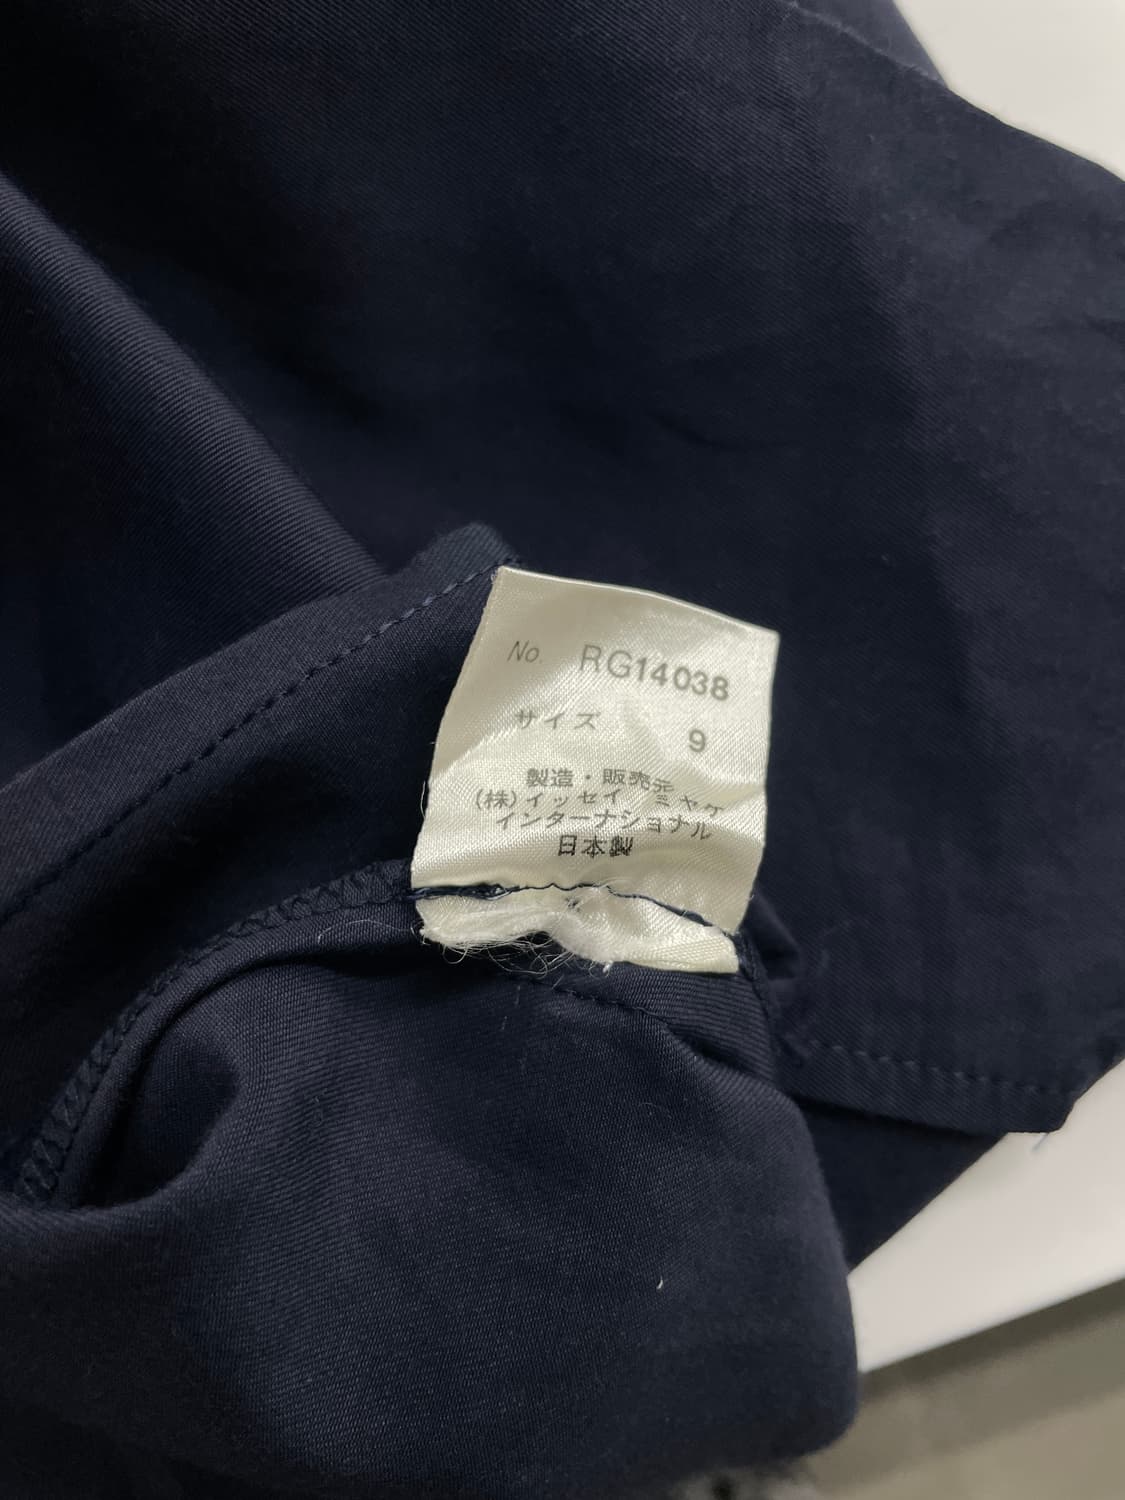 No. RG14038
サイズ 9
製造・販売元
(株)イッセイ ミヤケ
インターナショナル
日本製